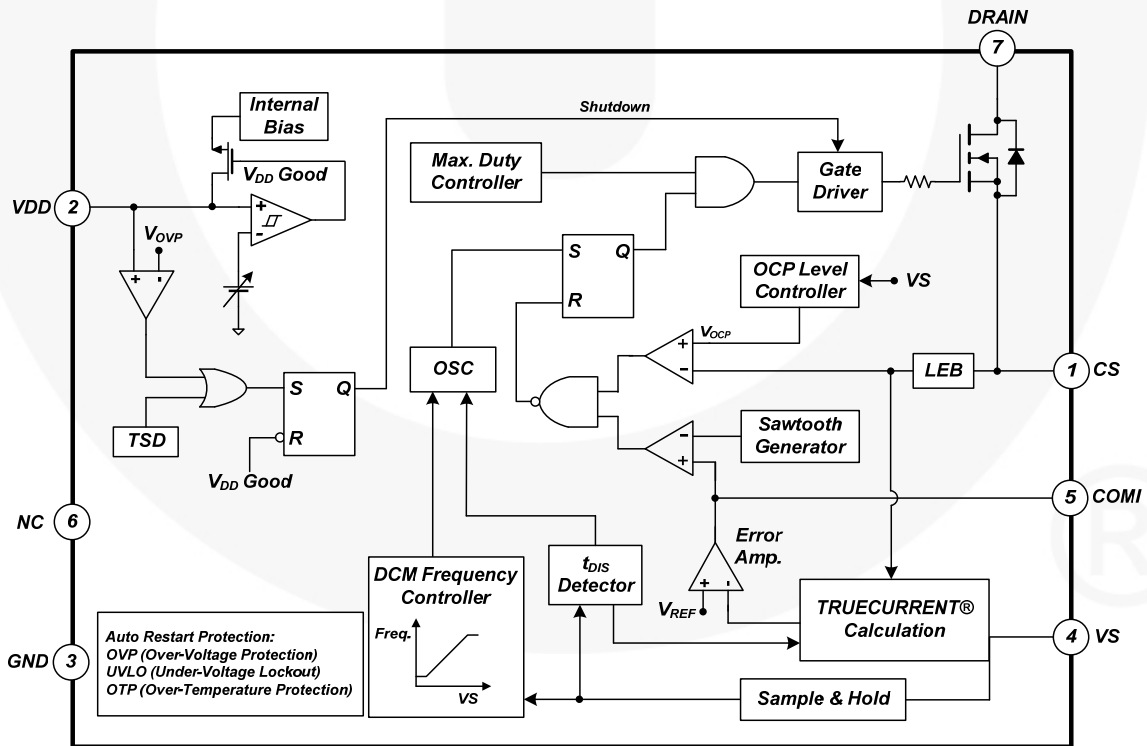 DRAIN
7
Internal
Bias
Shutdown
Max. Duty
Controller
Gate
Driver
VDD Good
VDD
2
+
-
VOVP
+
-
S
Q
R
OCP Level
Controller
VS
VOCP
+
-
OSC
LEB
1
CS
S
Q
R
TSD
VDD Good
-
+
Sawtooth
Generator
NC
6
5
COMI
Error
Amp.
tDIS
Detector
+
-
VREF
DCM Frequency
Controller
Freq.
VS
TRUECURRENT®
Calculation
4
VS
GND
3
Auto Restart Protection:
OVP (Over-Voltage Protection)
UVLO (Under-Voltage Lockout)
OTP (Over-Temperature Protection)
Sample & Hold
®